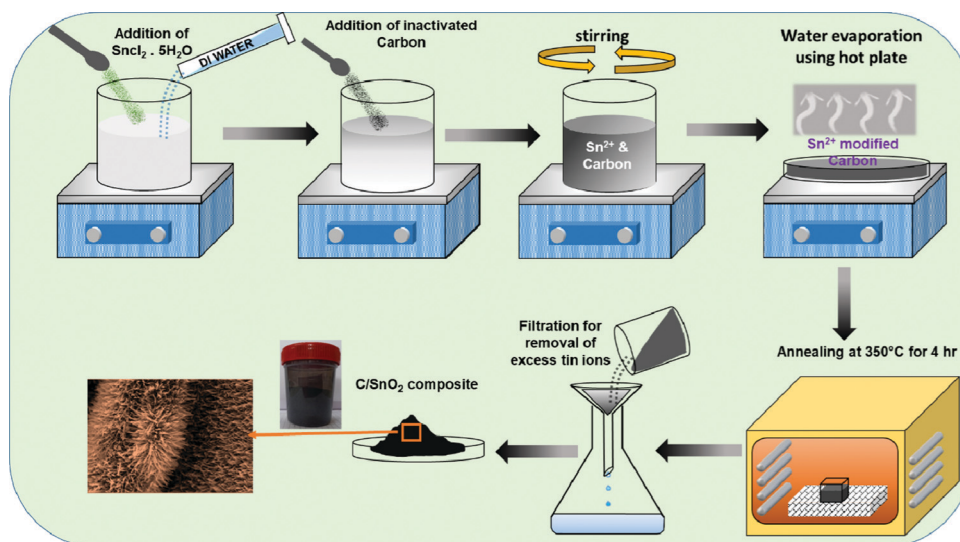 Addition of
Sncl₂ . 5H₂O
DI WATER
Addition of inactivated
Carbon
stirring
Sn²⁺ &
Carbon
Water evaporation
using hot plate
Sn²⁺ modified
Carbon
Annealing at 350°C for 4 hr
Filtration for
removal of
excess tin ions
C/SnO₂ composite